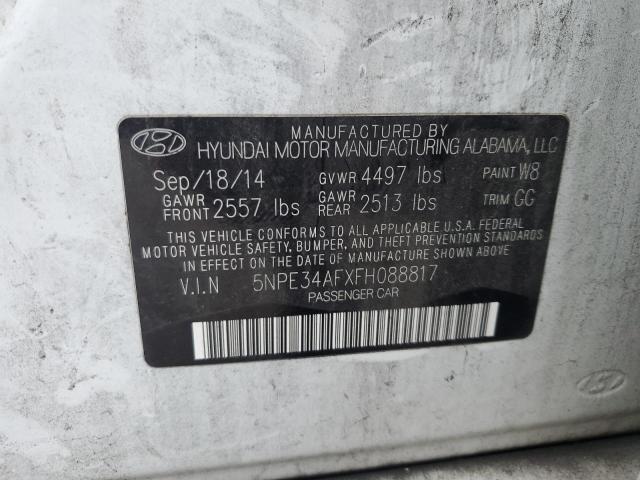 MANUFACTURED BY
HYUNDAI MOTOR MANUFACTURING ALABAMA, LLC
Sep/18/14 GVWR 4497 lbs PAINT W8
GAWR FRONT 2557 lbs GAWR REAR 2513 lbs TRIM GG
THIS VEHICLE CONFORMS TO ALL APPLICABLE U.S.A. FEDERAL
MOTOR VEHICLE SAFETY, BUMPER, AND THEFT PREVENTION STANDARDS
IN EFFECT ON THE DATE OF MANUFACTURE SHOWN ABOVE.
V.I.N 5NPE34AFXFH088817
PASSENGER CAR